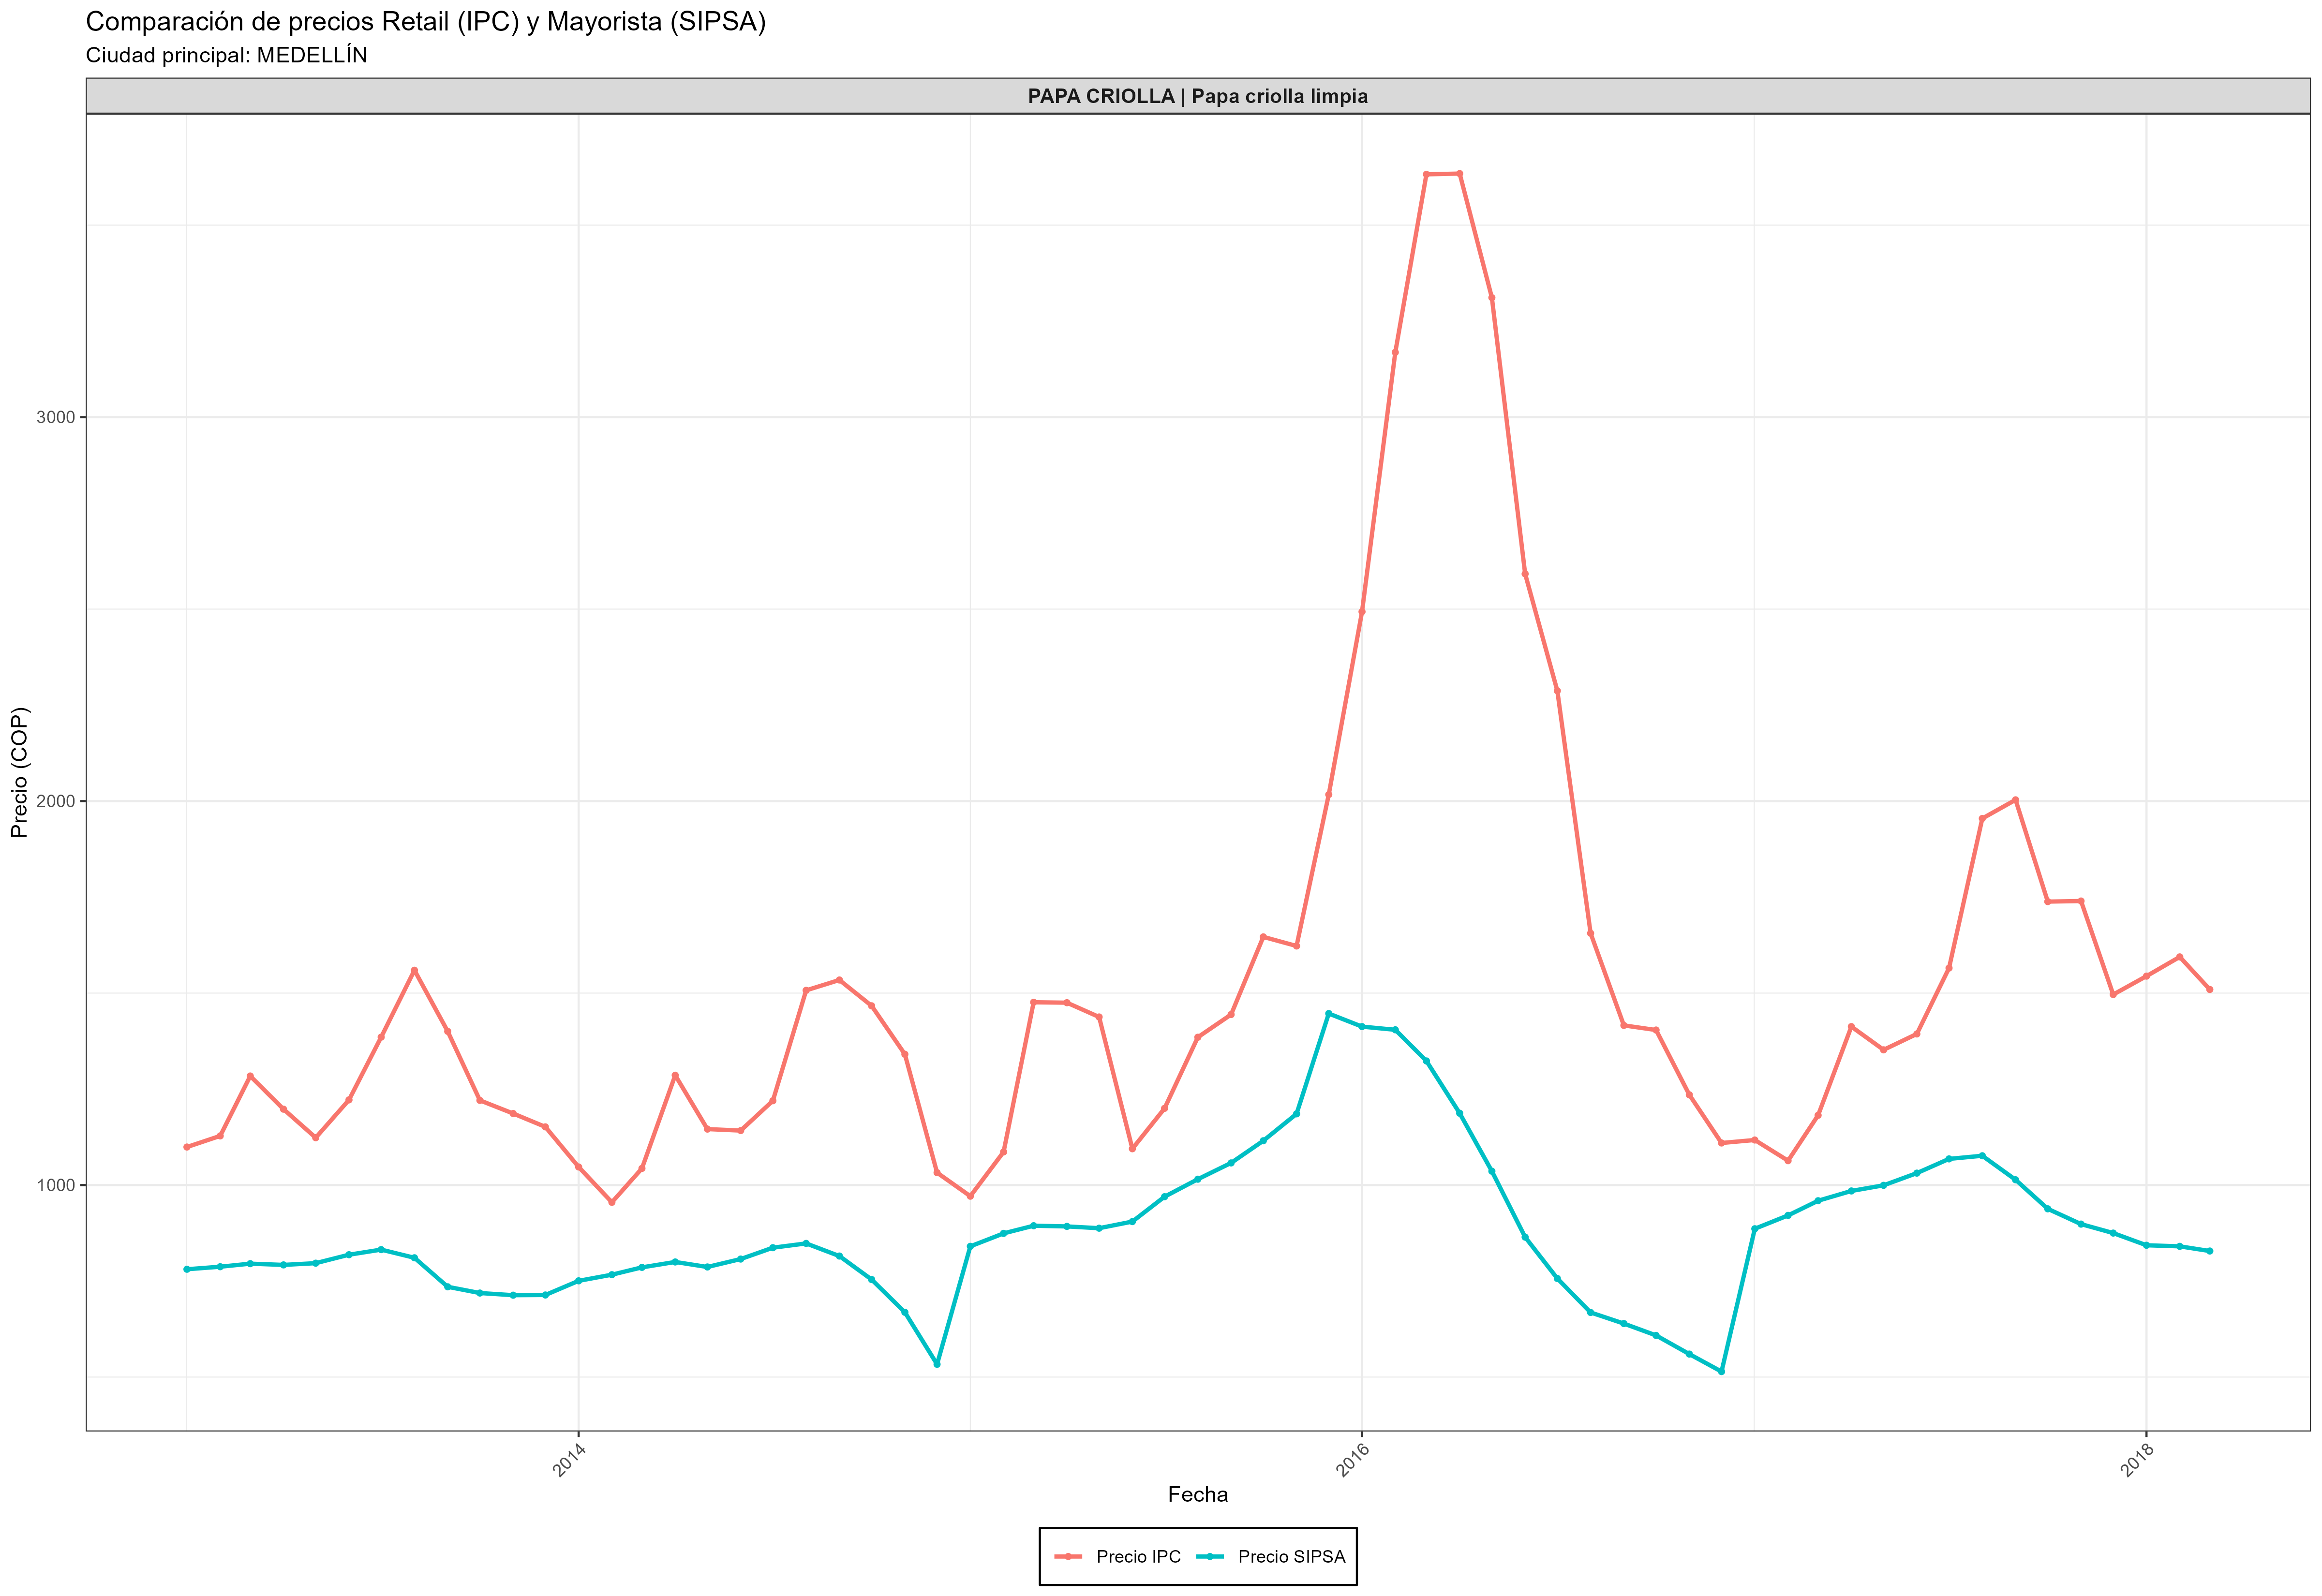 Comparación de precios Retail (IPC) y Mayorista (SIPSA)
Ciudad principal: MEDELLÍN
PAPA CRIOLLA | Papa criolla limpia
Precio (COP)
3000
2000
1000
2014
2016
2018
Fecha
Precio IPC
Precio SIPSA